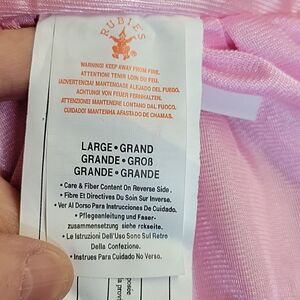 RUBIES
WARNING! KEEP AWAY FROM FIRE.
ATTENTION! TENIR LOIN DU FEU.
¡ADVERTENCIA! MANTENGASE ALEJADO DEL FUEGO.
ACHTUNG! VON FEUER FERNHALTEN.
ATTENZIONE! MANTENERE LONTANO DAL FUOCO.
CUIDADO! MANTENHA AFASTADO DE CHAMAS.
LARGE • GRAND
GRANDE • GROß
GRANDE • GRANDE
• Care & Fiber Content On Reverse Side .
• Fibre Et Directives Du Soin Sur Inverse.
• Ver Al Dorso Para Instrucciones De Cuidado.
• Pflegeanleitung und Faser-
zusammensetzung siehe rckseite.
• Le Istruzioni Dell'Uso Sono Sul Retro
Della Confezione.
• Instrues Para Cuidado No Verso.